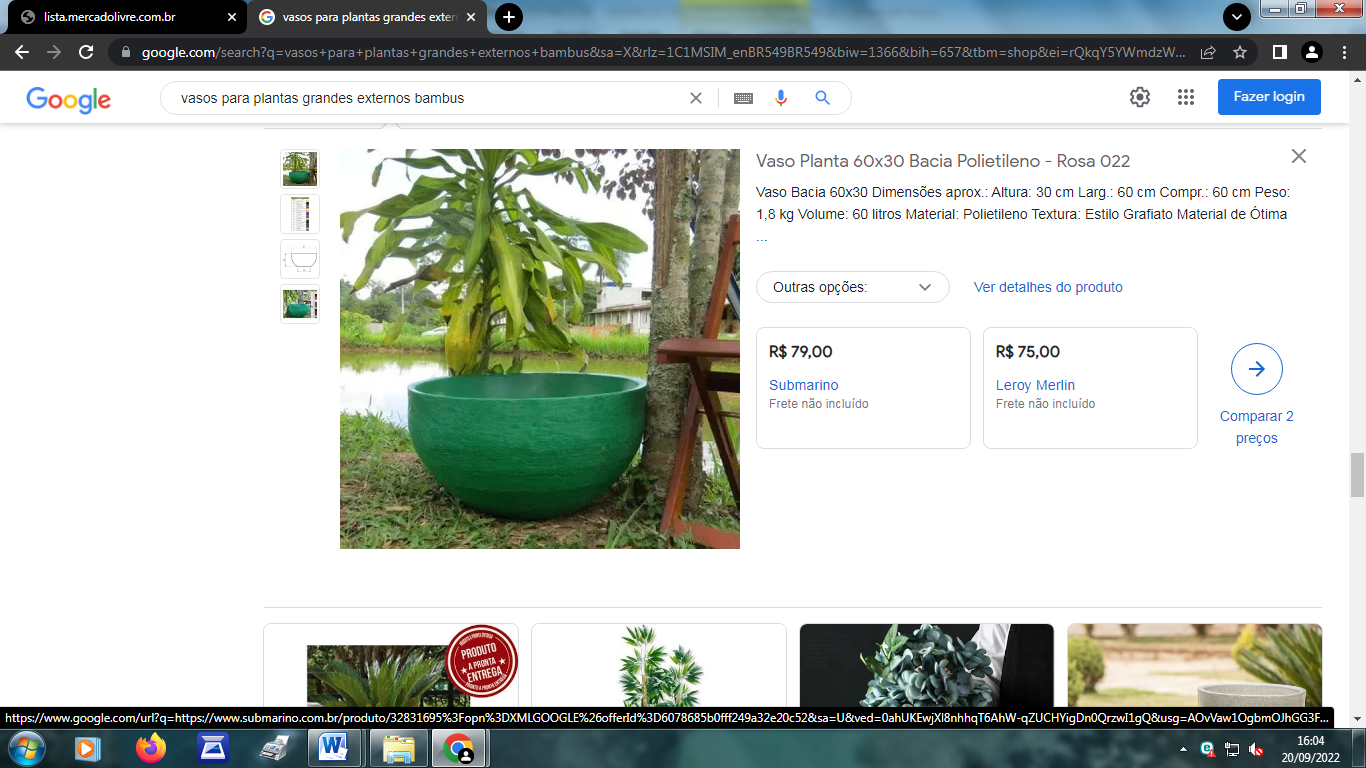 lista.mercadolivre.com.br
vasos para plantas grandes extern
google.com/search?q=vasos+para+plantas+grandes+externos+bambus&sa=X&rlz=1C1MSIM_enBR549BR549&biw=1366&bih=657&tbm=shop&ei=rQkqY5YWmdzW...
Google
vasos para plantas grandes externos bambus
Fazer login
Vaso Planta 60x30 Bacia Polietileno - Rosa 022
Vaso Bacia 60x30 Dimensões aprox.: Altura: 30 cm Larg.: 60 cm Compr.: 60 cm Peso:
1,8 kg Volume: 60 litros Material: Polietileno Textura: Estilo Grafiato Material de Ótima
...
Outras opções:
Ver detalhes do produto
R$ 79,00
Submarino
Frete não incluído
R$ 75,00
Leroy Merlin
Frete não incluído
Comparar 2
preços
PRODUTO
A PRONTA
ENTREGA
https://www.google.com/url?q=https://www.submarino.com.br/produto/32831695%3Fopn%3DXMLGOOGLE%26offerId%3D6078685b0fff249a32e20c52&sa=U&ved=0ahUKEwjXl8nhhqT6AhW-qZUCHYigDn0QrzwI1gQ&usg=AOvVaw1OgbmOJhGG3F...
16:04
20/09/2022